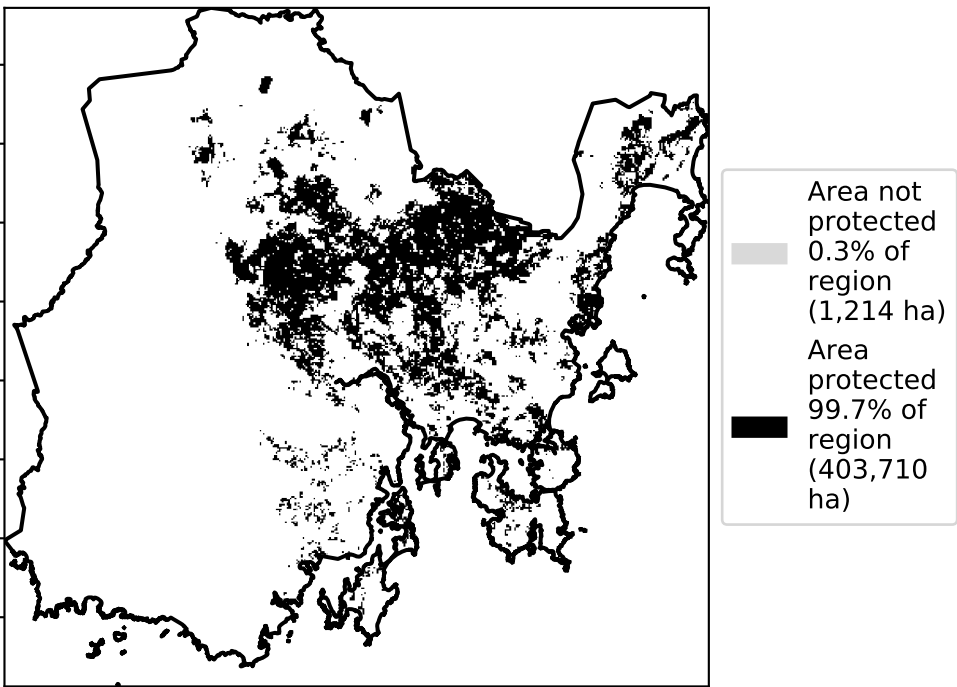 Area not
protected
0.3% of
region
(1,214 ha)
Area
protected
99.7% of
region
(403,710
ha)